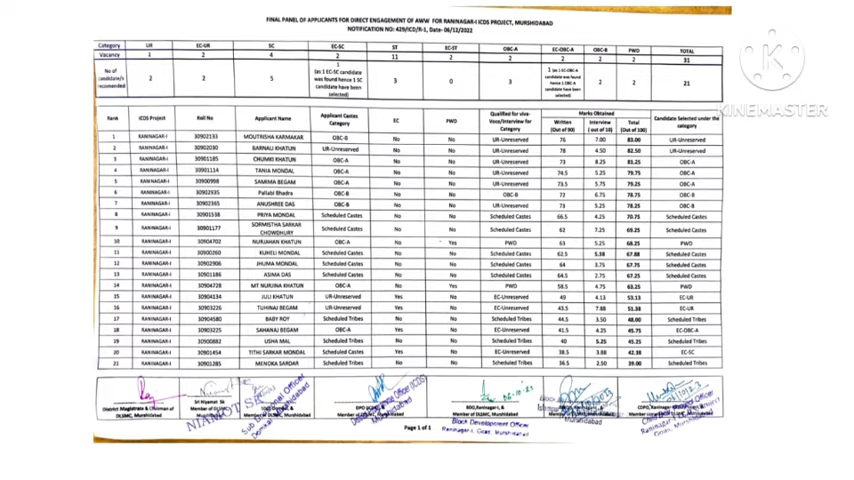 FINAL PANEL OF APPLICANTS FOR DIRECT ENGAGEMENT OF AWW FOR RANINAGAR-I ICDS PROJECT, MURSHIDABAD
NOTIFICATION NO: 429/ICD/R-1, Date- 06/12/2022
Category UR EC-UR SC EC-SC ST EC-ST OBC-A EC-OBC-A OBC-B PWD TOTAL
Vacancy 2 4 2 11 2 2 2 2 2 31
No of candidate/s recomended 2 2 5 1 (as 1 EC-SC candidate was found hence 1 SC candidate have been selected) 3 0 3 1 (as 1 EC-OBC-A candidate was found hence 1 OBC-A candidate have been selected) 2 2 21
KINEMASTER
Rank ICDS Project Roll No Applicant Name Applicant Castes Category EC PWD Qualified for viva-Voce/Interview for Category Marks Obtained Written (Out of 90) Interview (out of 10) Total (Out of 100) Candidate Selected under the category
1 RANINAGAR-I 30902133 MOUTRISHA KARMAKAR OBC-B No No UR-Unreserved 76 7.00 83.00 UR-Unreserved
2 RANINAGAR-I 30902030 BARNALI KHATUN UR-Unreserved No No UR-Unreserved 78 4.50 82.50 UR-Unreserved
3 RANINAGAR-I 30901185 CHUMKI KHATUN OBC-A No No UR-Unreserved 73 8.25 81.25 OBC-A
4 RANINAGAR-I 30901114 TANIA MONDAL OBC-A No No UR-Unreserved 74.5 5.25 79.75 OBC-A
5 RANINAGAR-I 30900998 SAMIMA BEGAM OBC-A No No UR-Unreserved 73.5 5.75 79.25 OBC-A
6 RANINAGAR-I 30902935 Pallabi Bhadra OBC-B No No OBC-B 72 6.75 78.75 OBC-B
7 RANINAGAR-I 30902365 ANUSHREE DAS OBC-B No No UR-Unreserved 73 5.25 78.25 OBC-B
8 RANINAGAR-I 30901538 PRIYA MONDAL Scheduled Castes No No Scheduled Castes 66.5 4.25 70.75 Scheduled Castes
9 RANINAGAR-I 30901177 SORMISTHA SARKAR CHOWDHURY Scheduled Castes No No Scheduled Castes 62 7.25 69.25 Scheduled Castes
10 RANINAGAR-I 30904702 NURJAHAN KHATUN OBC-A No Yes PWD 63 5.25 68.25 PWD
11 RANINAGAR-I 30900260 KUHELI MONDAL Scheduled Castes No No Scheduled Castes 62.5 5.38 67.88 Scheduled Castes
12 RANINAGAR-I 30902906 JHUMA MONDAL Scheduled Castes No No Scheduled Castes 64 3.75 67.75 Scheduled Castes
13 RANINAGAR-I 30901186 ASIMA DAS Scheduled Castes No No Scheduled Castes 64.5 2.75 67.25 Scheduled Castes
14 RANINAGAR-I 30904728 MT NURJINA KHATUN OBC-A No Yes PWD 58.5 4.75 63.25 PWD
15 RANINAGAR-I 30904134 JULI KHATUN UR-Unreserved Yes No EC-Unreserved 49 4.13 53.13 EC-UR
16 RANINAGAR-I 30903226 TUHINAJ BEGAM UR-Unreserved Yes No EC-Unreserved 43.5 7.88 51.38 EC-UR
17 RANINAGAR-I 30904580 BABY ROY Scheduled Tribes No No Scheduled Tribes 44.5 3.50 48.00 Scheduled Tribes
18 RANINAGAR-I 30903225 SAHANAJ BEGAM OBC-A Yes No EC-Unreserved 41.5 4.25 45.75 EC-OBC-A
19 RANINAGAR-I 30900882 USHA MAL Scheduled Tribes No No Scheduled Tribes 40 5.25 45.25 Scheduled Tribes
20 RANINAGAR-I 30901454 TITHI SARKAR MONDAL Scheduled Castes Yes No EC-Unreserved 38.5 3.88 42.38 EC-SC
21 RANINAGAR-I 30901285 MENOKA SARDAR Scheduled Tribes No No Scheduled Tribes 36.5 2.50 39.00 Scheduled Tribes
District Magistrate & Chairman of DLSMC, Murshidabad
Sri Niyamat Sk Member of DLSMC, Murshidabad
Sub Divisional Officer
Member of DLSMC, Murshidabad
BDO, Raninagar-I, & Member of DLSMC, Murshidabad
Block Development Officer
Raninagar-I, Govt. Murshidabad
CDPO, Raninagar-I
Page 1 of 1